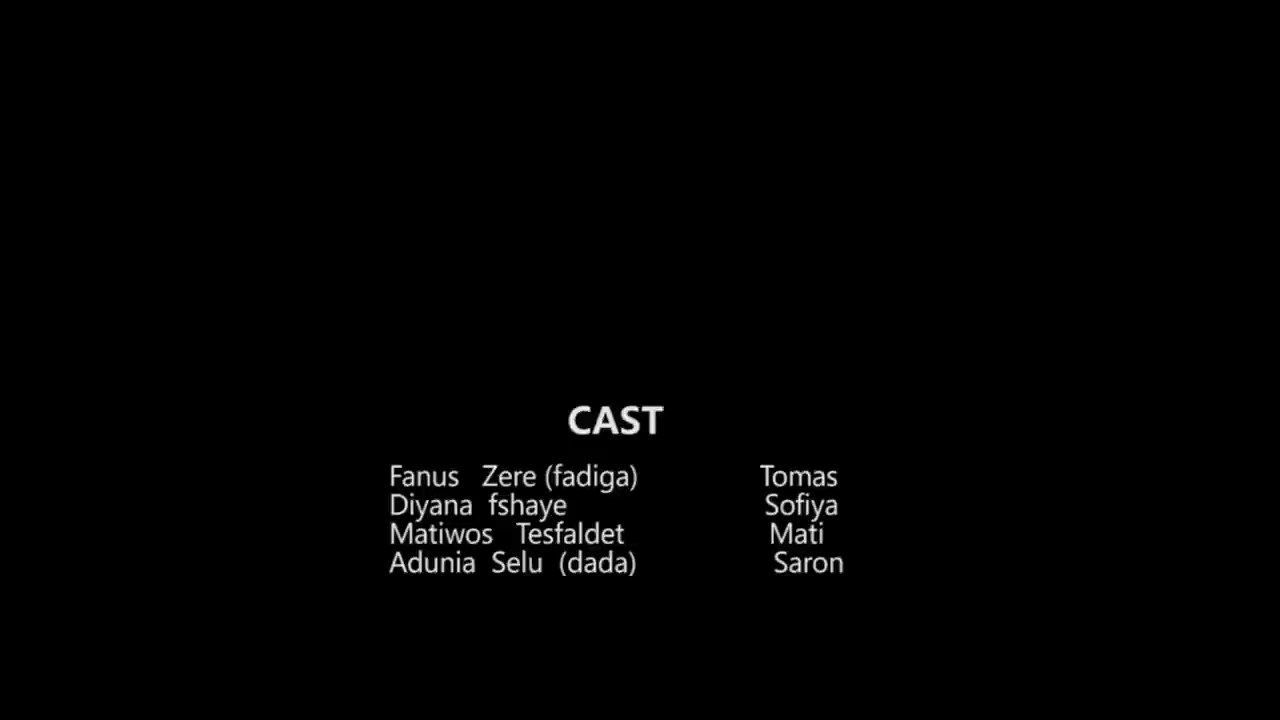 CAST
Fanus Zere (fadiga) Tomas
Diyana fshaye Sofiya
Matiwos Tesfaldet Mati
Adunia Selu (dada) Saron